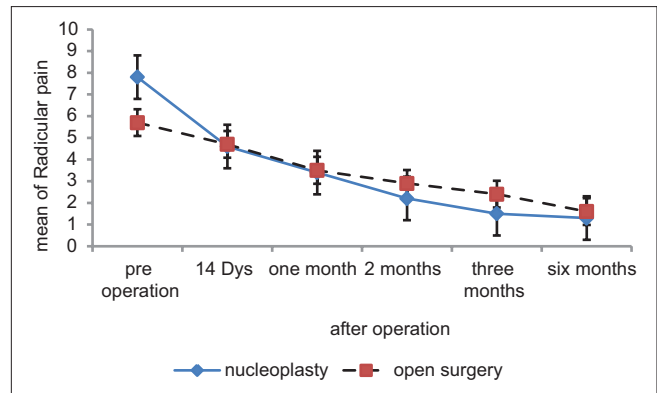 mean of Radicular pain
10
9
8
7
6
5
4
3
2
1
0
pre operation
14 Dys
one month
2 months
three months
six months
after operation
nucleoplasty
open surgery